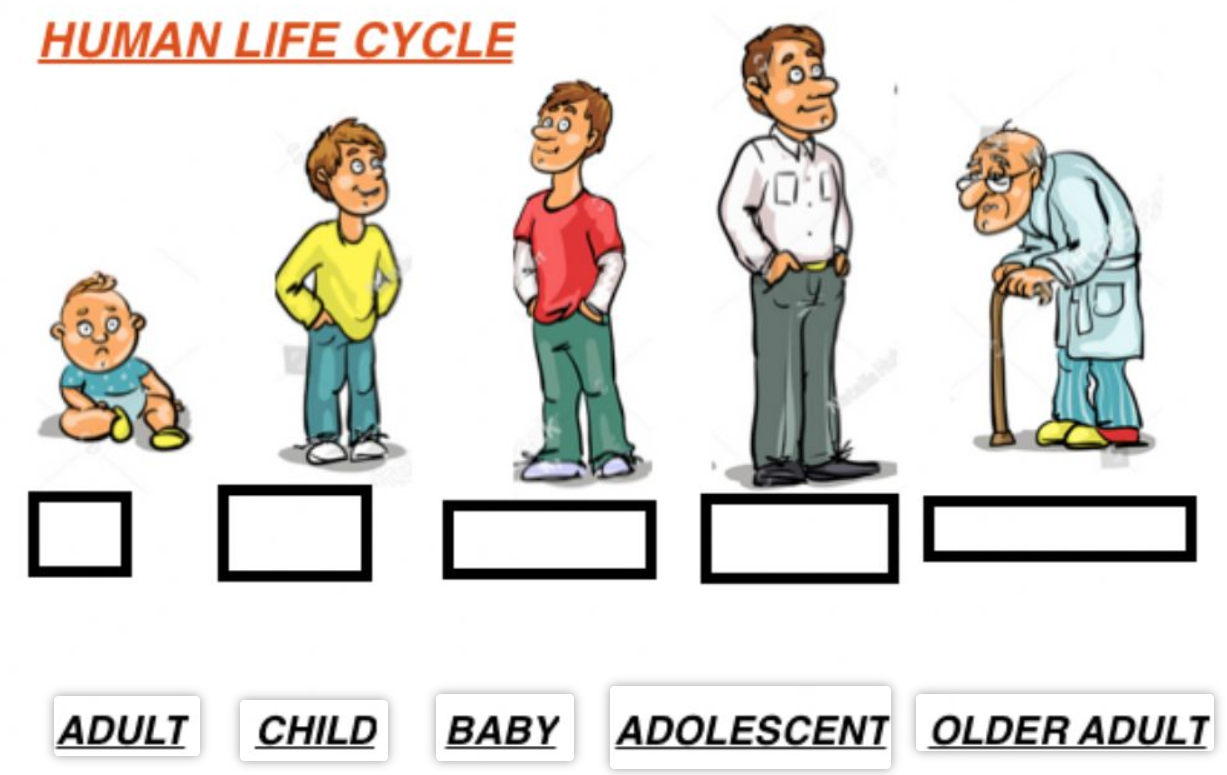 HUMAN LIFE CYCLE
ADULT
CHILD
BABY
ADOLESCENT
OLDER ADULT